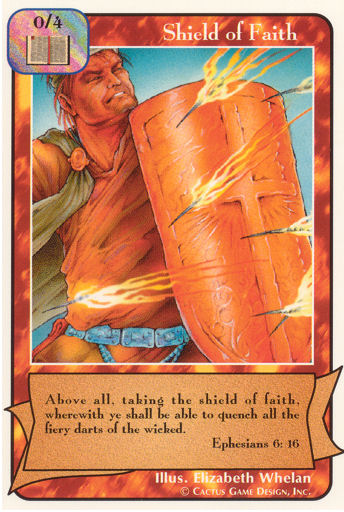 0/4
Shield of Faith
Above all, taking the shield of faith,
wherewith ye shall be able to quench all the
fiery darts of the wicked.
Ephesians 6: 16
Illus. Elizabeth Whelan
© Cactus Game Design, Inc.